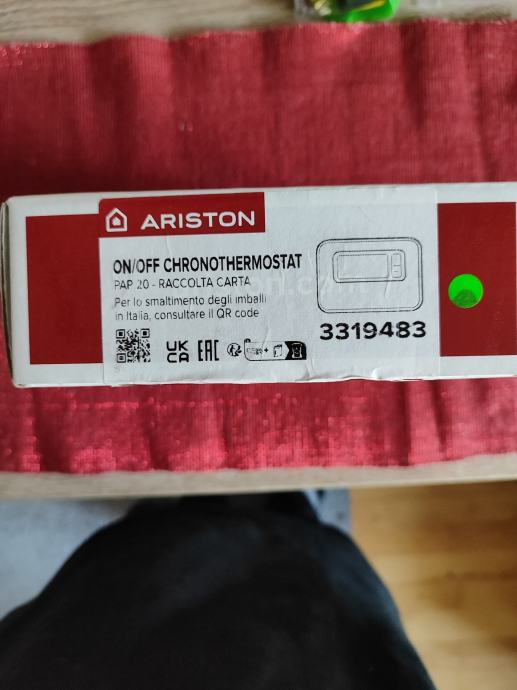 ARISTON
ON/OFF CHRONOTHERMOSTAT
PAP 20 - RACCOLTA CARTA
Per lo smaltimento degli imballi
in Italia, consultare il QR code
UK
CA
EAC
3319483